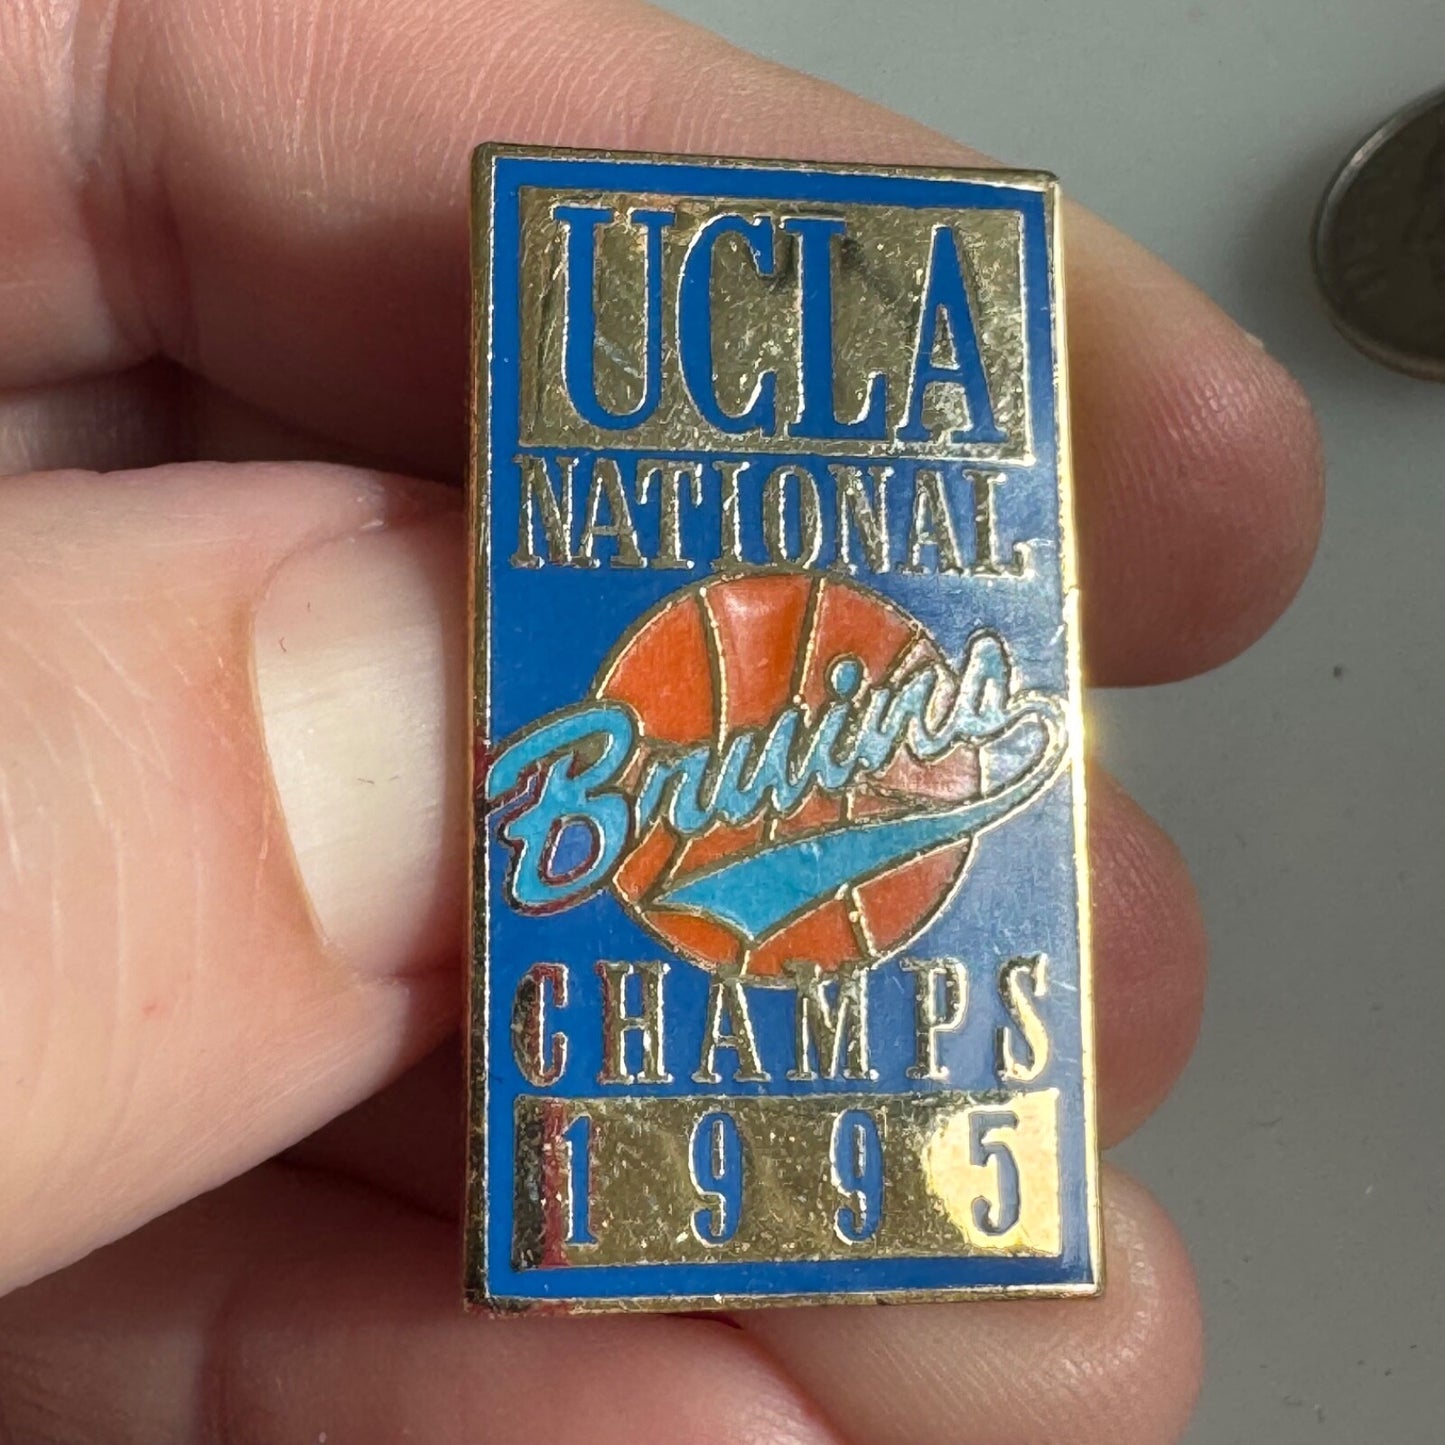 UCLA
NATIONAL
Bruins
CHAMPS
1995